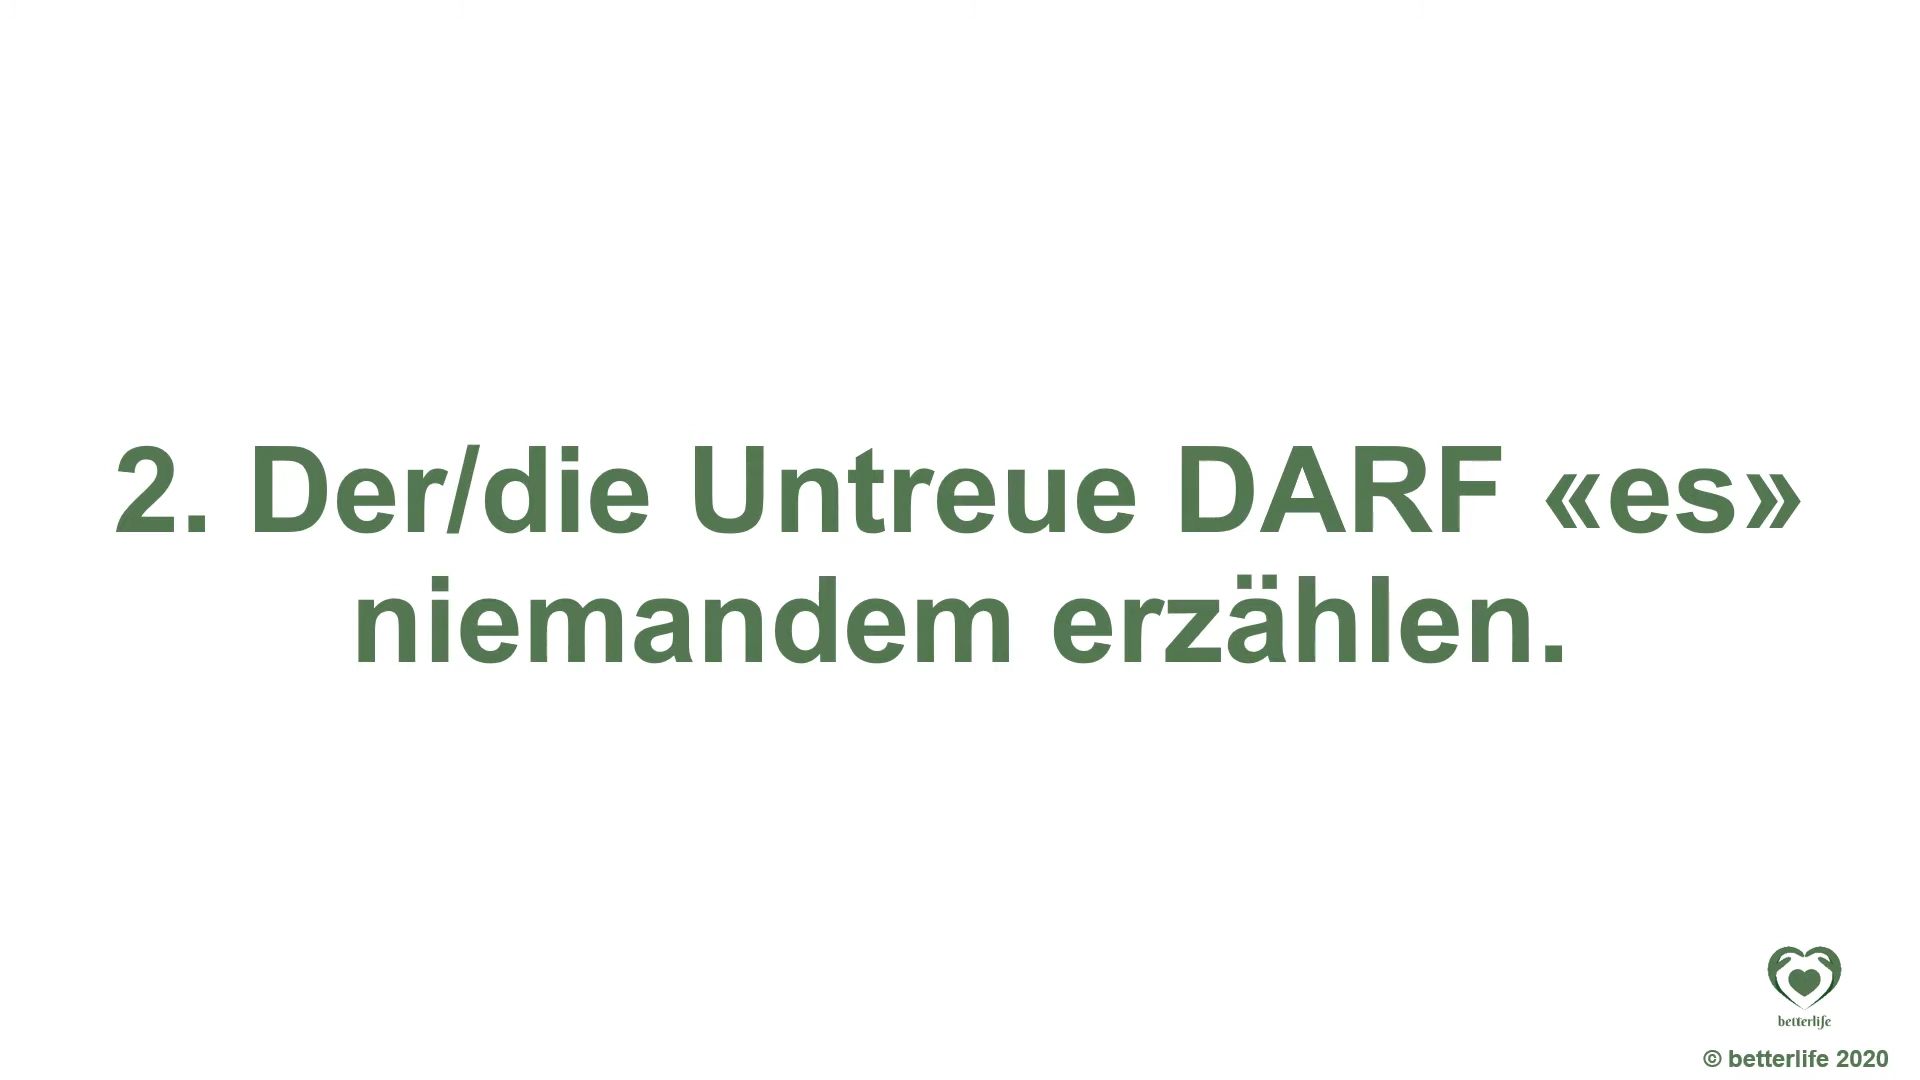 2. Der/die Untreue DARF «es»
niemandem erzählen.
betterlife
© betterlife 2020